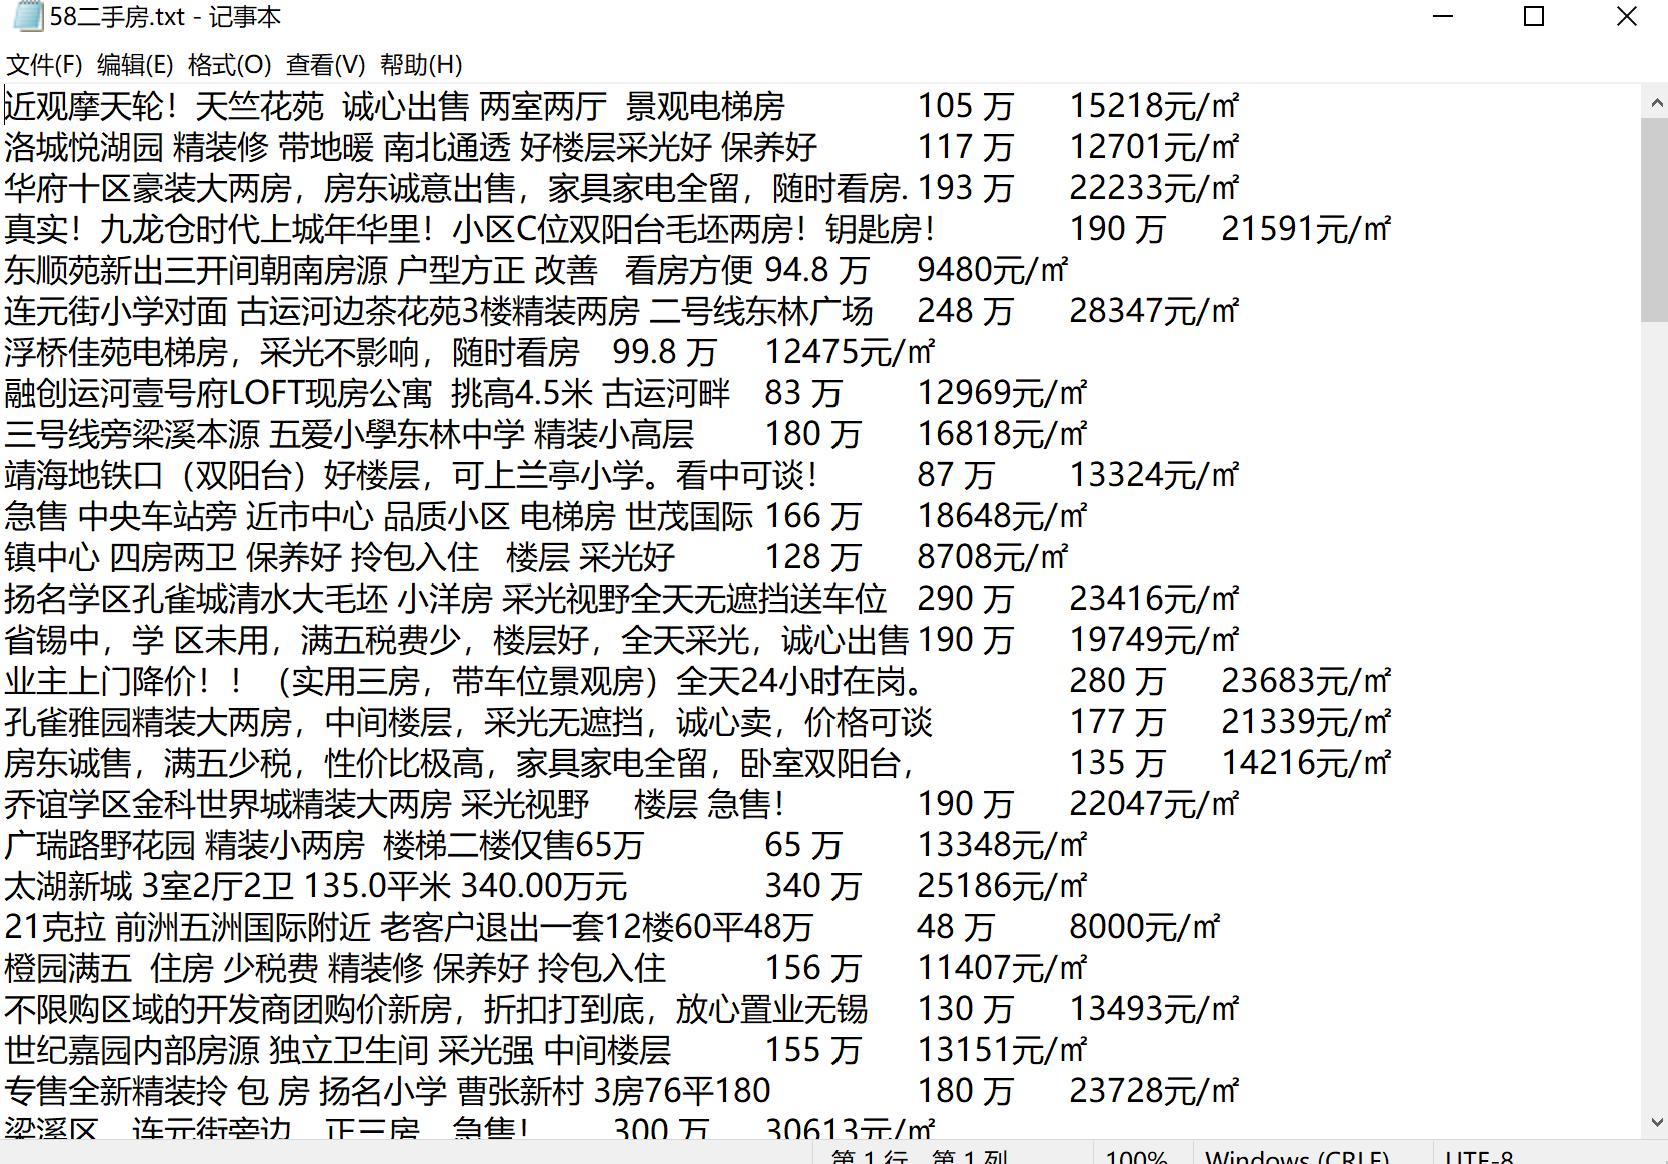 58二手房.txt - 记事本
文件(F) 编辑(E) 格式(O) 查看(V) 帮助(H)
近观摩天轮！天竺花苑 诚心出售 两室两厅 景观电梯房 105 万 15218元/㎡
洛城悦湖园 精装修 带地暖 南北通透 好楼层采光好 保养好 117 万 12701元/㎡
华府十区豪装大两房，房东诚意出售，家具家电全留，随时看房. 193 万 22233元/㎡
真实！九龙仓时代上城年华里！小区C位双阳台毛坯两房！钥匙房！ 190 万 21591元/㎡
东顺苑新出三开间朝南房源 户型方正 改善 看房方便 94.8 万 9480元/㎡
连元街小学对面 古运河边茶花苑3楼精装两房 二号线东林广场 248 万 28347元/㎡
浮桥佳苑电梯房，采光不影响，随时看房 99.8 万 12475元/㎡
融创运河壹号府LOFT现房公寓 挑高4.5米 古运河畔 83 万 12969元/㎡
三号线旁梁溪本源 五爱小學东林中学 精装小高层 180 万 16818元/㎡
靖海地铁口（双阳台）好楼层，可上兰亭小学。看中可谈！ 87 万 13324元/㎡
急售 中央车站旁 近市中心 品质小区 电梯房 世茂国际 166 万 18648元/㎡
镇中心 四房两卫 保养好 拎包入住 楼层 采光好 128 万 8708元/㎡
扬名学区孔雀城清水大毛坯 小洋房 采光视野全天无遮挡送车位 290 万 23416元/㎡
省锡中，学 区未用，满五税费少，楼层好，全天采光，诚心出售 190 万 19749元/㎡
业主上门降价！！（实用三房，带车位景观房）全天24小时在岗。 280 万 23683元/㎡
孔雀雅园精装大两房，中间楼层，采光无遮挡，诚心卖，价格可谈 177 万 21339元/㎡
房东诚售，满五少税，性价比极高，家具家电全留，卧室双阳台， 135 万 14216元/㎡
乔谊学区金科世界城精装大两房 采光视野 楼层 急售！ 190 万 22047元/㎡
广瑞路野花园 精装小两房 楼梯二楼仅售65万 65 万 13348元/㎡
太湖新城 3室2厅2卫 135.0平米 340.00万元 340 万 25186元/㎡
21克拉 前洲五洲国际附近 老客户退出一套12楼60平48万 48 万 8000元/㎡
橙园满五 住房 少税费 精装修 保养好 拎包入住 156 万 11407元/㎡
不限购区域的开发商团购价新房，折扣打到底，放心置业无锡 130 万 13493元/㎡
世纪嘉园内部房源 独立卫生间 采光强 中间楼层 155 万 13151元/㎡
专售全新精装拎 包 房 扬名小学 曹张新村 3房76平180 180 万 23728元/㎡
梁溪区 连元街旁边 正三房 急售！ 300 万 30613元/㎡
第 1 行，第 1 列 100% Windows (CRLF) UTF-8